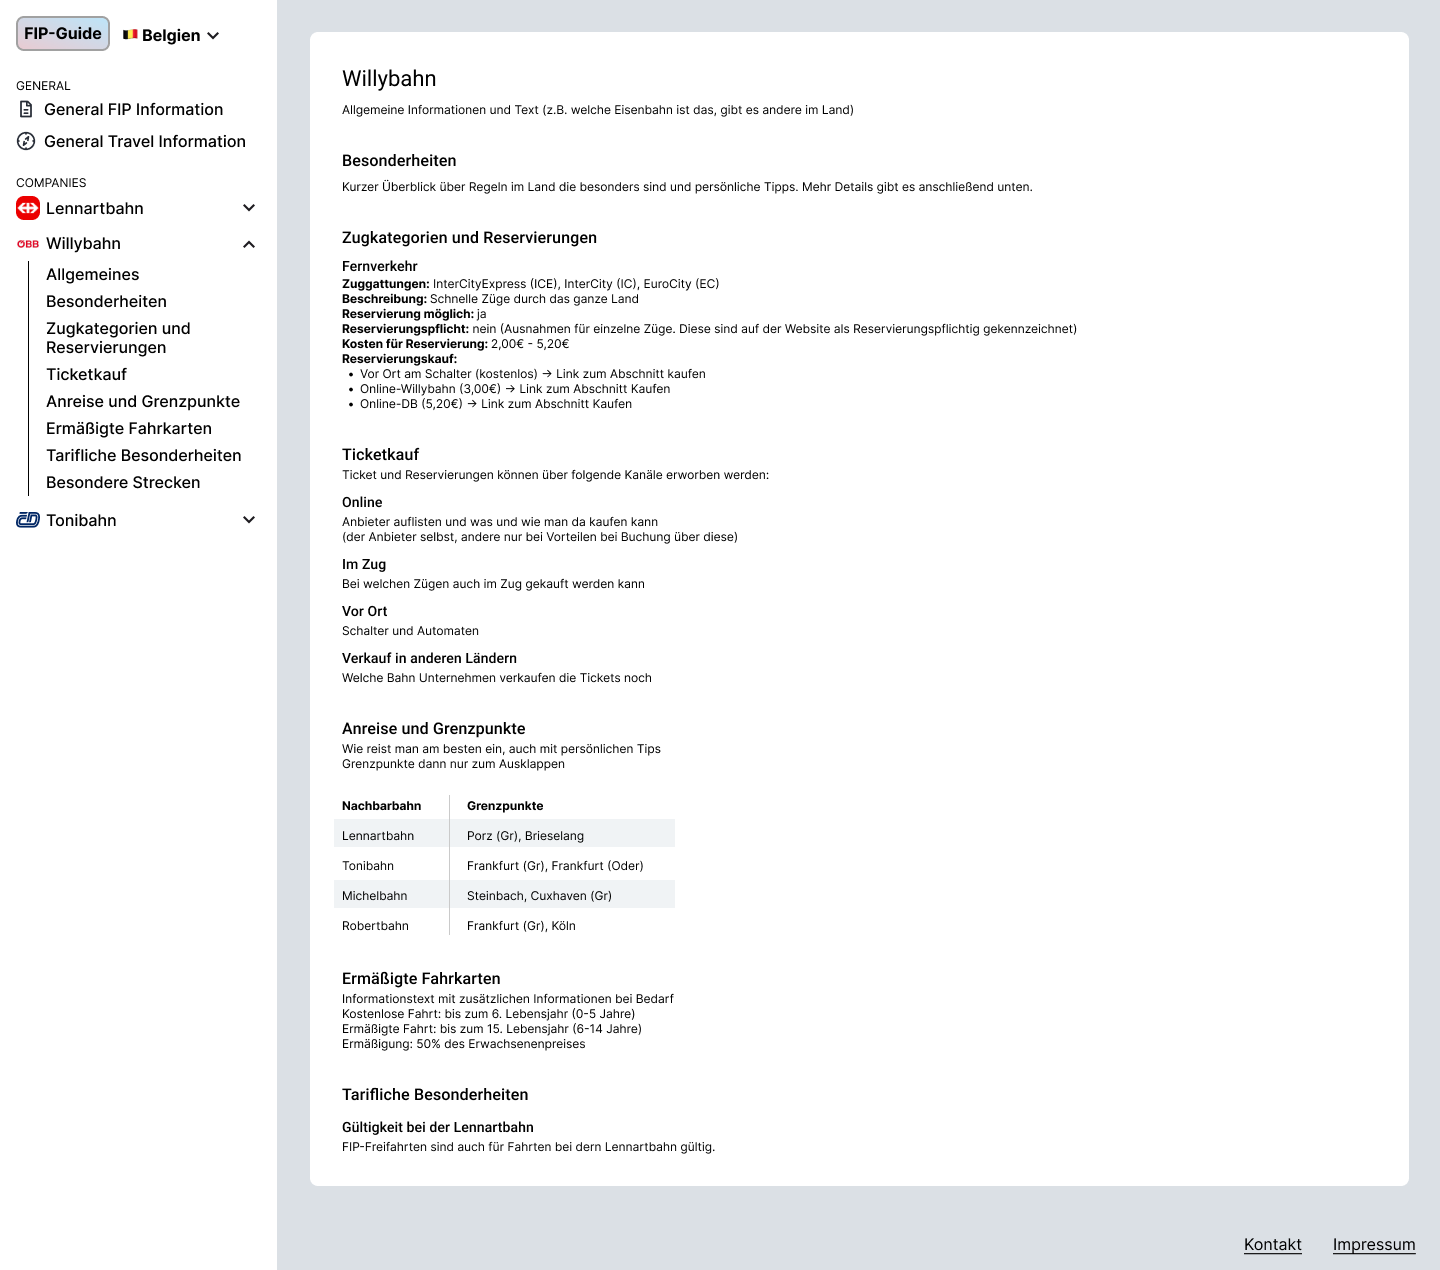 FIP-Guide
Belgien
GENERAL
General FIP Information
General Travel Information
COMPANIES
Lennartbahn
ÖBB Willybahn
Allgemeines
Besonderheiten
Zugkategorien und
Reservierungen
Ticketkauf
Anreise und Grenzpunkte
Ermäßigte Fahrkarten
Tarifliche Besonderheiten
Besondere Strecken
Tonibahn
Willybahn
Allgemeine Informationen und Text (z.B. welche Eisenbahn ist das, gibt es andere im Land)
Besonderheiten
Kurzer Überblick über Regeln im Land die besonders sind und persönliche Tipps. Mehr Details gibt es anschließend unten.
Zugkategorien und Reservierungen
Fernverkehr
Zuggattungen: InterCityExpress (ICE), InterCity (IC), EuroCity (EC)
Beschreibung: Schnelle Züge durch das ganze Land
Reservierung möglich: ja
Reservierungspflicht: nein (Ausnahmen für einzelne Züge. Diese sind auf der Website als Reservierungspflichtig gekennzeichnet)
Kosten für Reservierung: 2,00€ - 5,20€
Reservierungskauf:
• Vor Ort am Schalter (kostenlos) → Link zum Abschnitt kaufen
• Online-Willybahn (3,00€) → Link zum Abschnitt Kaufen
• Online-DB (5,20€) → Link zum Abschnitt Kaufen
Ticketkauf
Ticket und Reservierungen können über folgende Kanäle erworben werden:
Online
Anbieter auflisten und was und wie man da kaufen kann
(der Anbieter selbst, andere nur bei Vorteilen bei Buchung über diese)
Im Zug
Bei welchen Zügen auch im Zug gekauft werden kann
Vor Ort
Schalter und Automaten
Verkauf in anderen Ländern
Welche Bahn Unternehmen verkaufen die Tickets noch
Anreise und Grenzpunkte
Wie reist man am besten ein, auch mit persönlichen Tips
Grenzpunkte dann nur zum Ausklappen
Nachbarbahn Grenzpunkte
Lennartbahn Porz (Gr), Brieselang
Tonibahn Frankfurt (Gr), Frankfurt (Oder)
Michelbahn Steinbach, Cuxhaven (Gr)
Robertbahn Frankfurt (Gr), Köln
Ermäßigte Fahrkarten
Informationstext mit zusätzlichen Informationen bei Bedarf
Kostenlose Fahrt: bis zum 6. Lebensjahr (0-5 Jahre)
Ermäßigte Fahrt: bis zum 15. Lebensjahr (6-14 Jahre)
Ermäßigung: 50% des Erwachsenenpreises
Tarifliche Besonderheiten
Gültigkeit bei der Lennartbahn
FIP-Freifahrten sind auch für Fahrten bei dern Lennartbahn gültig.
Kontakt Impressum